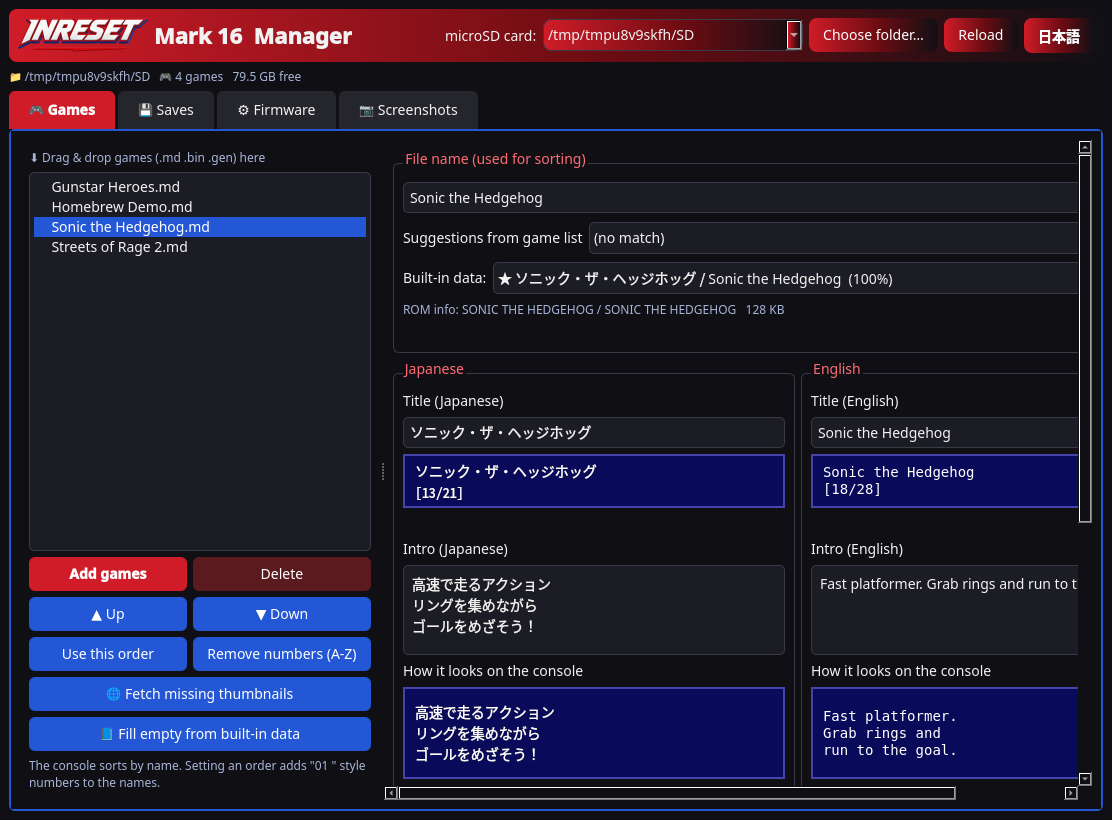 INRESET Mark 16 Manager
microSD card: /tmp/tmpu8v9skfh/SD
Choose folder...
Reload
日本語
📁 /tmp/tmpu8v9skfh/SD 🎮 4 games 79.5 GB free
🎮 Games
💾 Saves
⚙ Firmware
📷 Screenshots
⬇ Drag & drop games (.md .bin .gen) here
Gunstar Heroes.md
Homebrew Demo.md
Sonic the Hedgehog.md
Streets of Rage 2.md
Add games
Delete
▲ Up
▼ Down
Use this order
Remove numbers (A-Z)
🌐 Fetch missing thumbnails
📘 Fill empty from built-in data
The console sorts by name. Setting an order adds "01 " style
numbers to the names.
File name (used for sorting)
Sonic the Hedgehog
Suggestions from game list (no match)
Built-in data: ★ ソニック・ザ・ヘッジホッグ / Sonic the Hedgehog (100%)
ROM info: SONIC THE HEDGEHOG / SONIC THE HEDGEHOG 128 KB
Japanese
Title (Japanese)
ソニック・ザ・ヘッジホッグ
ソニック・ザ・ヘッジホッグ
[13/21]
Intro (Japanese)
高速で走るアクション
リングを集めながら
ゴールをめざそう！
How it looks on the console
高速で走るアクション
リングを集めながら
ゴールをめざそう！
English
Title (English)
Sonic the Hedgehog
Sonic the Hedgehog
[18/28]
Intro (English)
Fast platformer. Grab rings and run to t
How it looks on the console
Fast platformer.
Grab rings and
run to the goal.